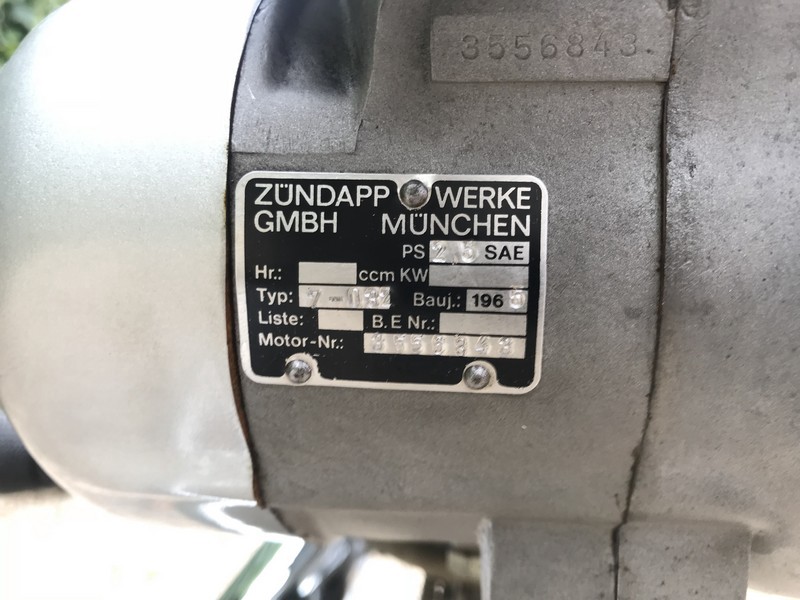 3556843
ZÜNDAPP WERKE
GMBH MÜNCHEN
PS SAE
Hr.: ccm KW
Typ: Bauj.: 196
Liste: B.E Nr.:
Motor-Nr.: